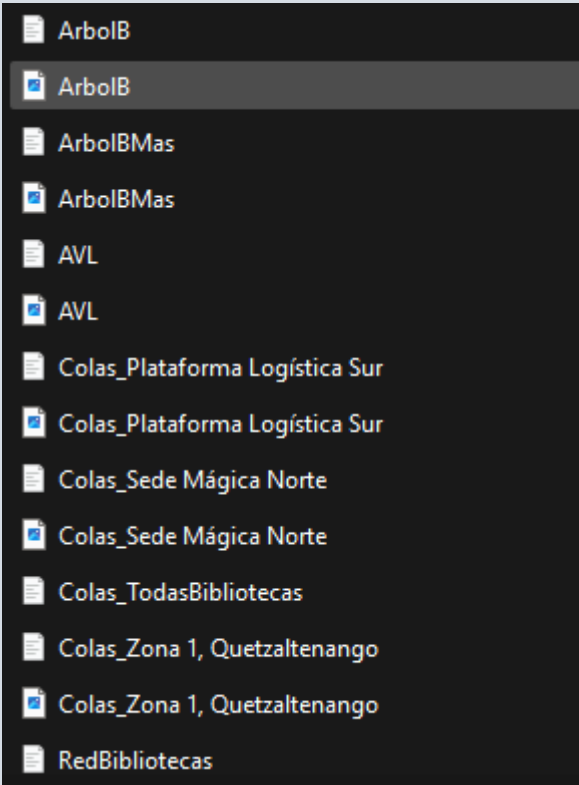 ArbolB
ArbolB
ArbolBMas
ArbolBMas
AVL
AVL
Colas_Plataforma Logística Sur
Colas_Plataforma Logística Sur
Colas_Sede Mágica Norte
Colas_Sede Mágica Norte
Colas_TodasBibliotecas
Colas_Zona 1, Quetzaltenango
Colas_Zona 1, Quetzaltenango
RedBibliotecas